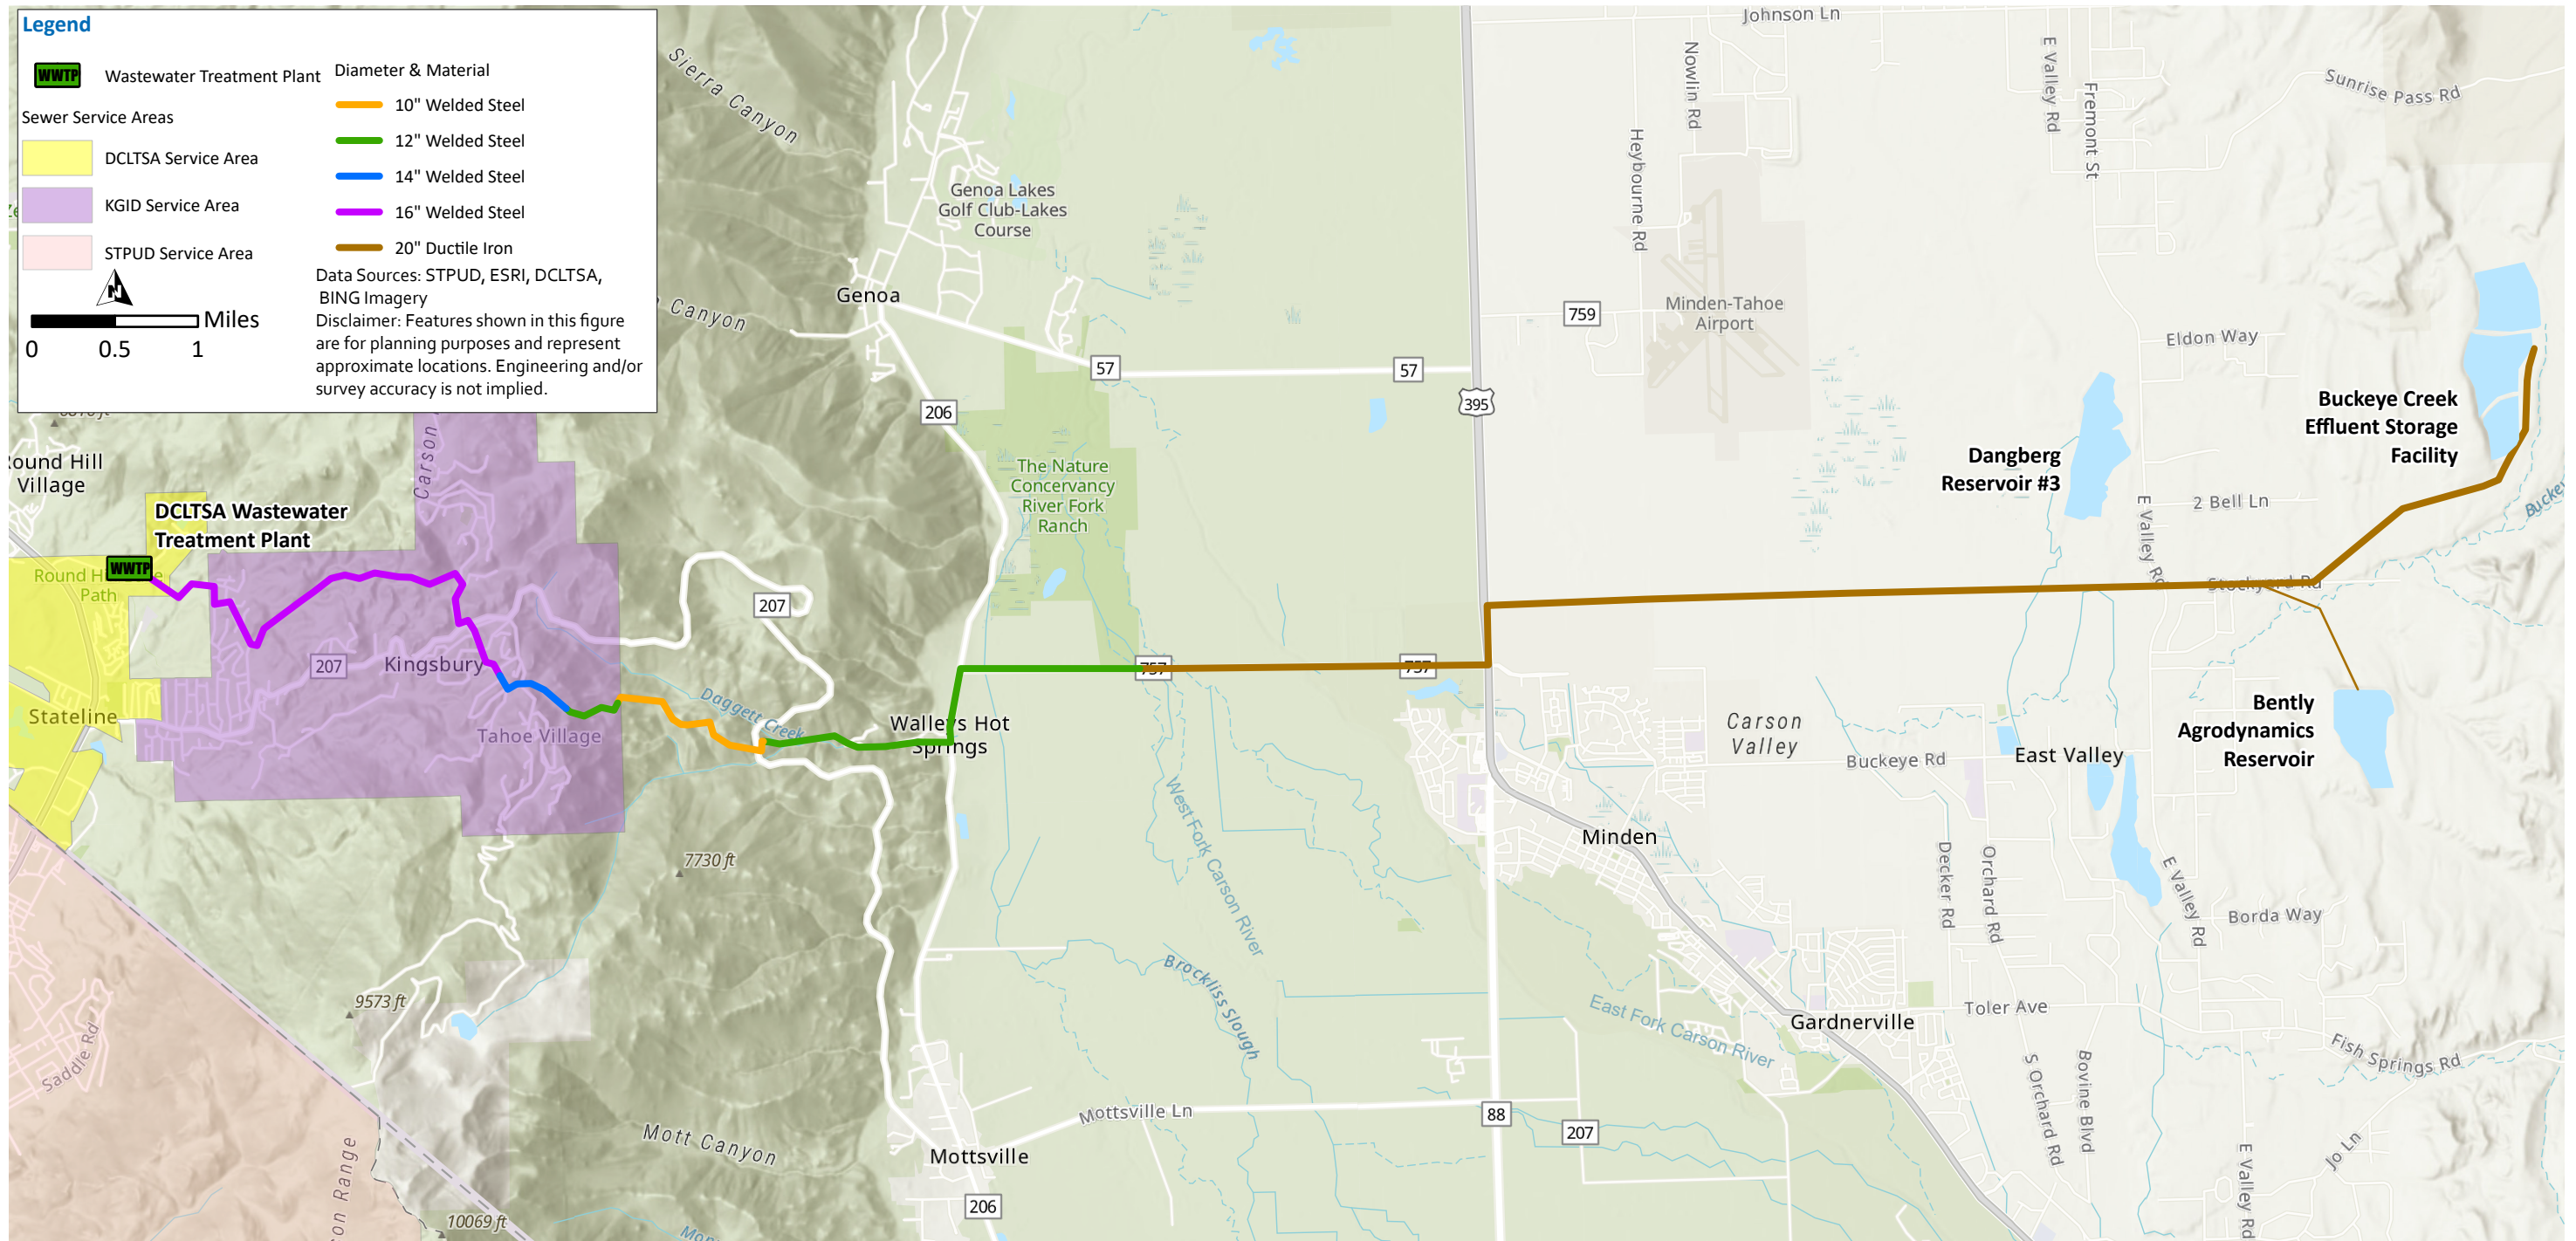 Legend
WWTP
Wastewater Treatment Plant
Sewer Service Areas
DCLTSA Service Area
KGID Service Area
STPUD Service Area
Diameter & Material
10" Welded Steel
12" Welded Steel
14" Welded Steel
16" Welded Steel
20" Ductile Iron
Data Sources: STPUD, ESRI, DCLTSA,
BING Imagery
Disclaimer: Features shown in this figure
are for planning purposes and represent
approximate locations. Engineering and/or
survey accuracy is not implied.
N
Miles
0 0.5 1
Sierra Canyon
Canyon
Genoa Lakes
Golf Club-Lakes
Course
Genoa
57
57
206
395
The Nature
Concervancy
River Fork
Ranch
Johnson Ln
Nowlin Rd
Heybourne Rd
E Valley Rd
Fremont St
Sunrise Pass Rd
759
Minden-Tahoe
Airport
Eldon Way
Buckeye Creek
Effluent Storage
Facility
Dangberg
Reservoir #3
2 Bell Ln
E Valley Rd
Stockyard Rd
Round Hill
Village
Carson
DCLTSA Wastewater
Treatment Plant
WWTP
Path
207
Kingsbury
207
Stateline
Tahoe Village
Daggett Creek
Walleys Hot
Springs
757
757
Carson
Valley
Buckeye Rd
East Valley
Bently
Agrodynamics
Reservoir
7730 ft
West Fork Carson River
Minden
Decker Rd
Orchard Rd
E Valley Rd
Borda Way
9573 ft
Brockliss Slough
East Fork Carson River
Gardnerville
Toler Ave
Fish Springs Rd
Saddle Rd
Mott Canyon
Mottsville Ln
Mottsville
88
207
S Orchard Rd
Bovine Blvd
E Valley Rd
Jo Ln
206
Range
10069 ft